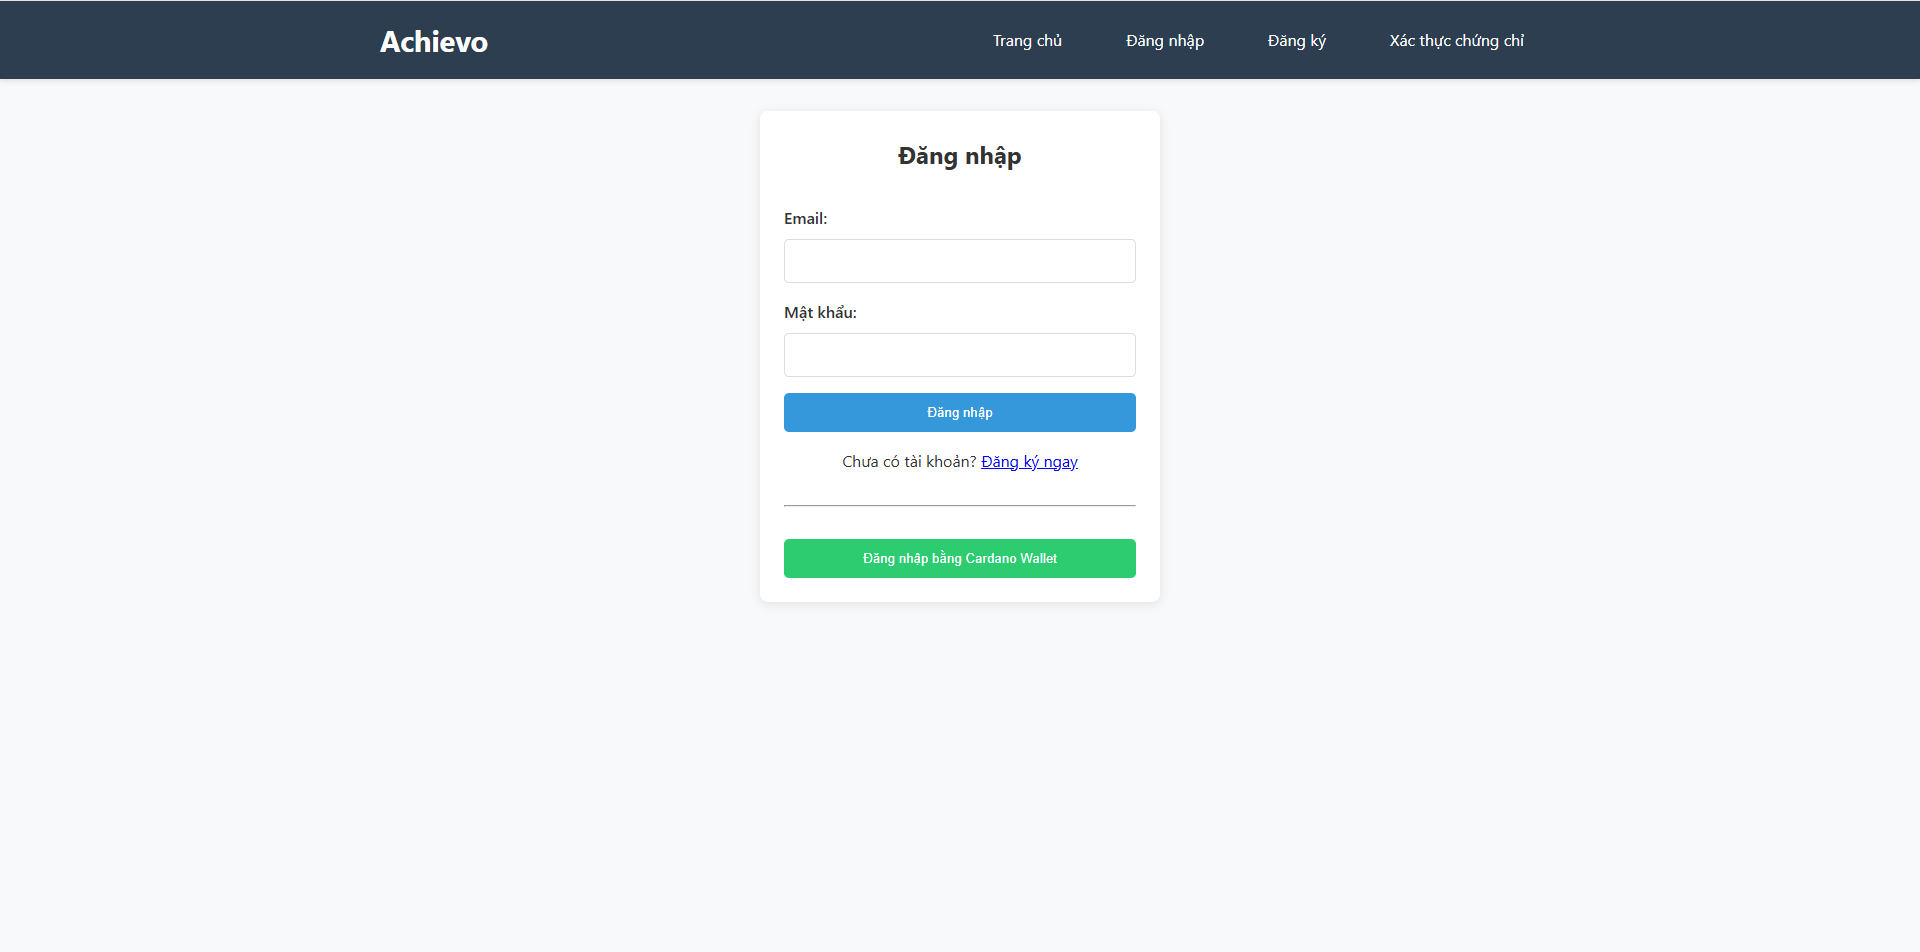 Achievo
Trang chủ
Đăng nhập
Đăng ký
Xác thực chứng chỉ
Đăng nhập
Email:
Mật khẩu:
Đăng nhập
Chưa có tài khoản? Đăng ký ngay
Đăng nhập bằng Cardano Wallet